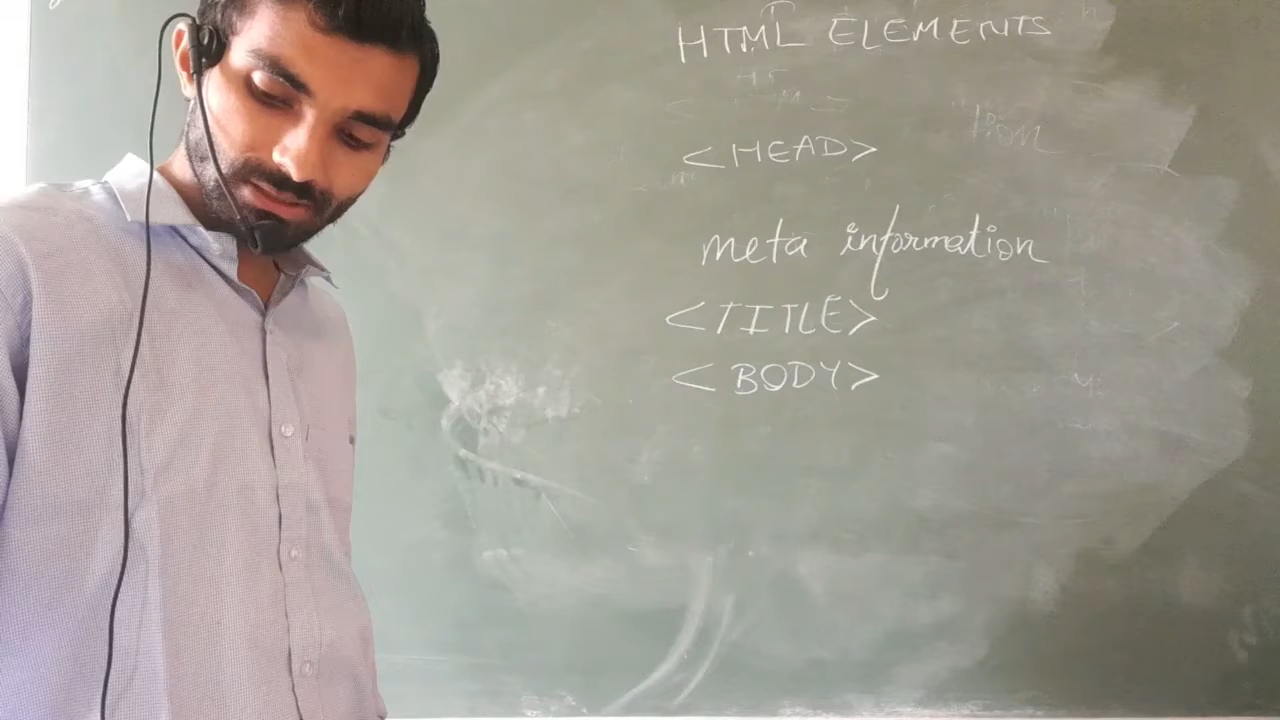 HTML ELEMENTS
<HEAD>
meta information
<TITLE>
<BODY>